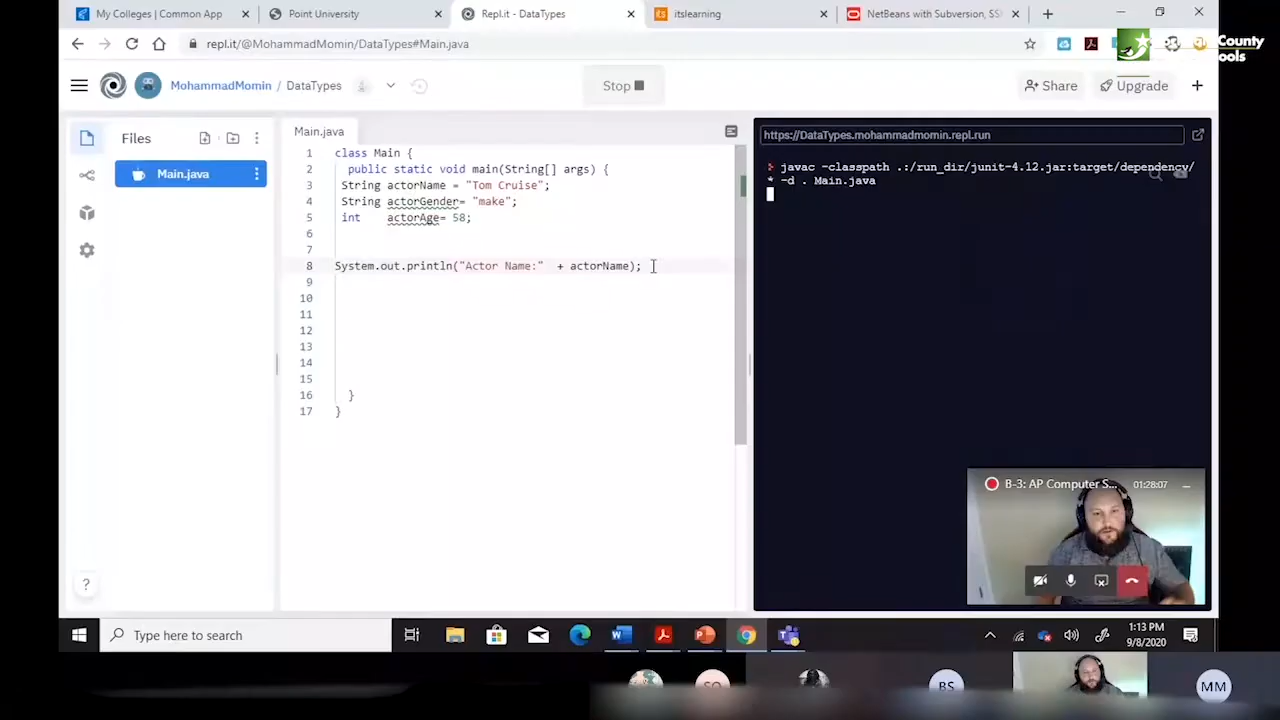 My Colleges | Common App
Point University
Repl.it - DataTypes
itslearning
NetBeans with Subversion, SS
repl.it/@MohammadMomin/DataTypes#Main.java
County
ools
MohammadMomin / DataTypes
Stop
Share
Upgrade
Files
Main.java
Main.java
1 class Main {
2 public static void main(String[] args) {
3 String actorName = "Tom Cruise";
4 String actorGender= "make";
5 int actorAge= 58;
6
7
8 System.out.println("Actor Name:" + actorName);
9
10
11
12
13
14
15
16 }
17 }
https://DataTypes.mohammadmomin.repl.run
javac -classpath .:/run_dir/junit-4.12.jar:target/dependency/
* -d . Main.java
B-3: AP Computer S... 01:28:07
?
Type here to search
1:13 PM
9/8/2020
BS
MM